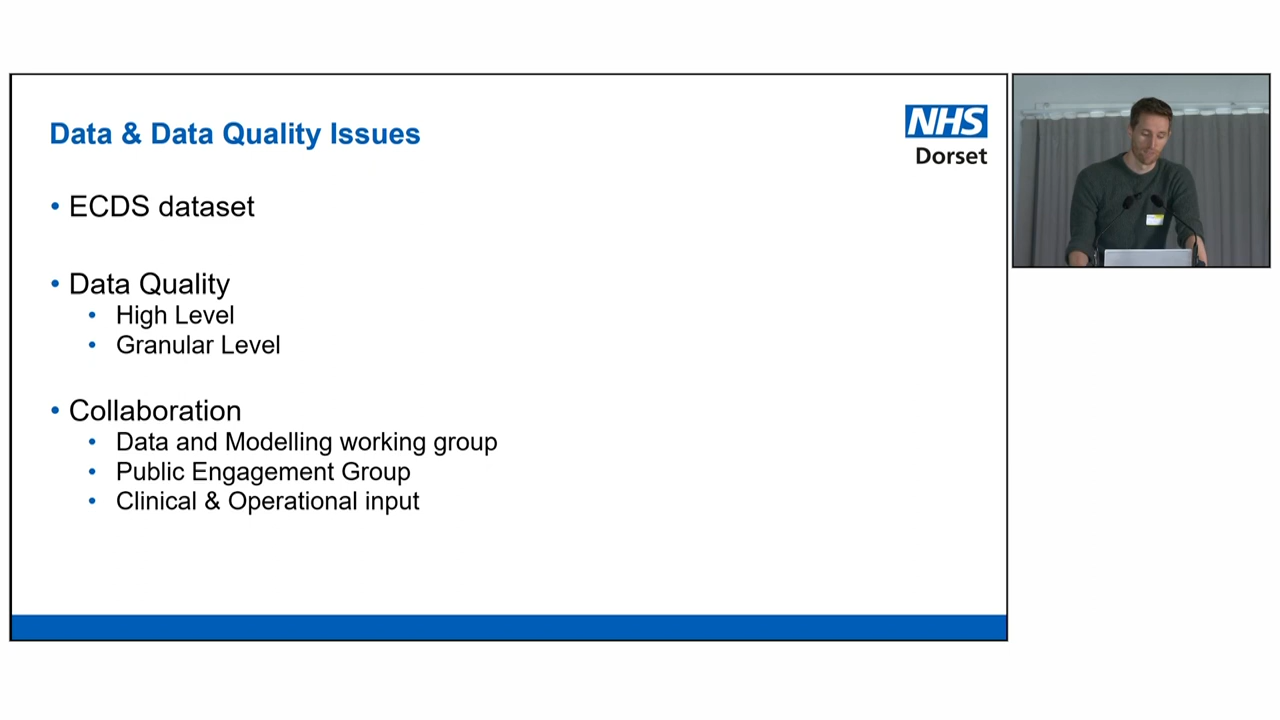 Data & Data Quality Issues
NHS
Dorset
• ECDS dataset
• Data Quality
• High Level
• Granular Level
• Collaboration
• Data and Modelling working group
• Public Engagement Group
• Clinical & Operational input